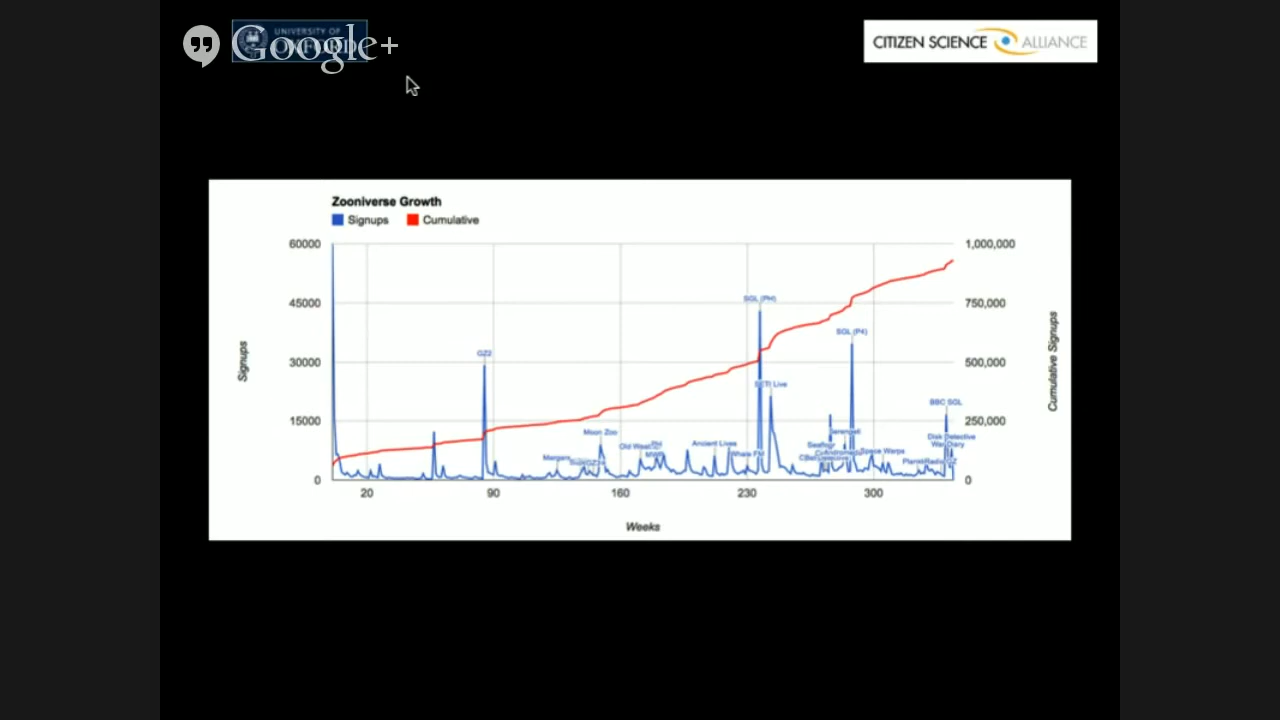 UNIVERSITY OF
OXFORD
Google+
CITIZEN SCIENCE ALLIANCE
Zooniverse Growth
Signups
Cumulative
60000
1,000,000
SGL (PH)
45000
750,000
SGL (P4)
GZ2
30000
500,000
SETI Live
BBC SGL
15000
250,000
Moon Zoo
Serengeti
Disk Detective
Old Weather
Ancient Lives
War Diary
Whale FM
Space Warps
Mergers
0
0
20
90
160
230
300
Signups
Cumulative Signups
Weeks